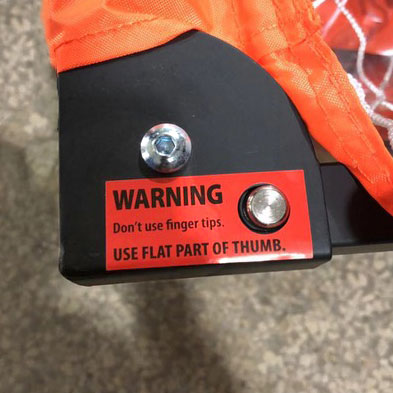 WARNING
Don't use finger tips.
USE FLAT PART OF THUMB.